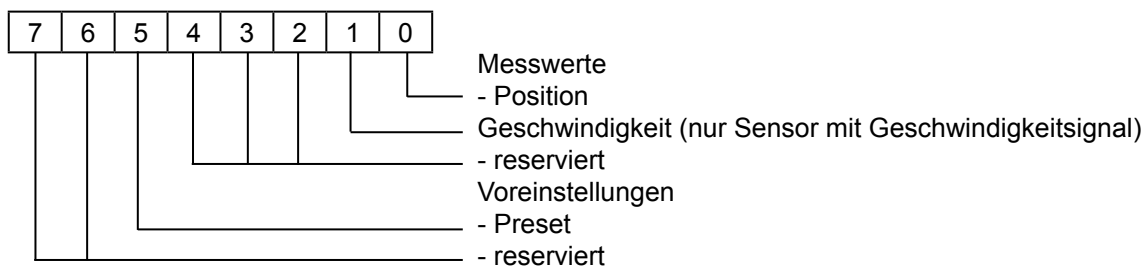 7 6 5 4 3 2 1 0
Messwerte
- Position
Geschwindigkeit (nur Sensor mit Geschwindigkeitsignal)
- reserviert
Voreinstellungen
- Preset
- reserviert